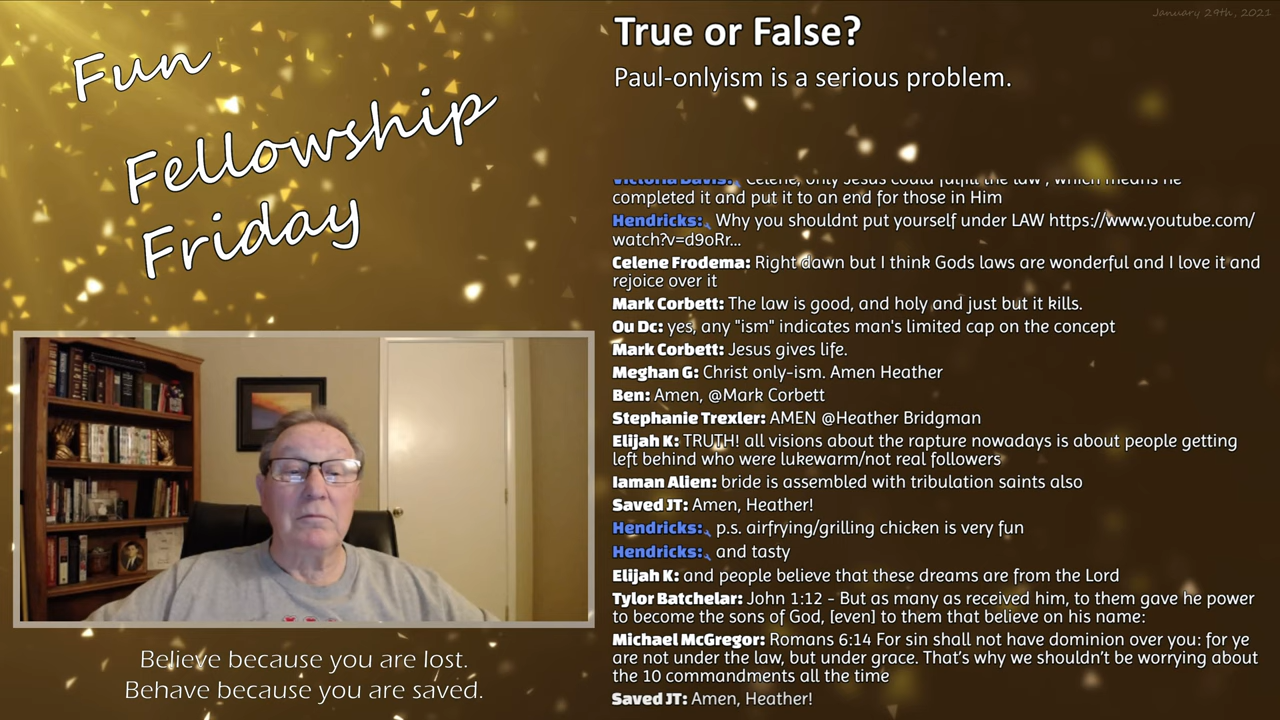 Fun
Fellowship
Friday
Believe because you are lost.
Behave because you are saved.
January 29th, 2021
True or False?
Paul-onlyism is a serious problem.
Victoria Davis: Celene, only Jesus could fulfill the law , which means he
completed it and put it to an end for those in Him
Hendricks: Why you shouldnt put yourself under LAW https://www.youtube.com/
watch?v=d9oRr...
Celene Frodema: Right dawn but I think Gods laws are wonderful and I love it and
rejoice over it
Mark Corbett: The law is good, and holy and just but it kills.
Ou Dc: yes, any "ism" indicates man's limited cap on the concept
Mark Corbett: Jesus gives life.
Meghan G: Christ only-ism. Amen Heather
Ben: Amen, @Mark Corbett
Stephanie Trexler: AMEN @Heather Bridgman
Elijah K: TRUTH! all visions about the rapture nowadays is about people getting
left behind who were lukewarm/not real followers
Iaman Alien: bride is assembled with tribulation saints also
Saved JT: Amen, Heather!
Hendricks: p.s. airfrying/grilling chicken is very fun
Hendricks: and tasty
Elijah K: and people believe that these dreams are from the Lord
Tylor Batchelar: John 1:12 - But as many as received him, to them gave he power
to become the sons of God, [even] to them that believe on his name:
Michael McGregor: Romans 6:14 For sin shall not have dominion over you: for ye
are not under the law, but under grace. That's why we shouldn't be worrying about
the 10 commandments all the time
Saved JT: Amen, Heather!